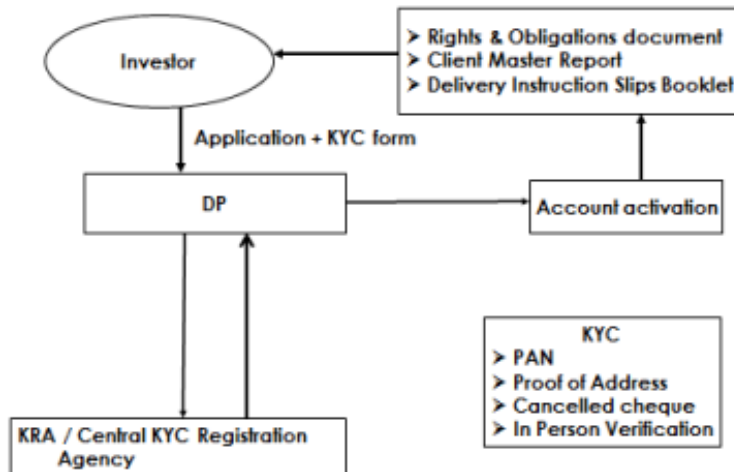 Investor
➤ Rights & Obligations document
➤ Client Master Report
➤ Delivery Instruction Slips Booklet
Application + KYC form
DP
Account activation
KYC
➤ PAN
➤ Proof of Address
➤ Cancelled cheque
➤ In Person Verification
KRA / Central KYC Registration
Agency